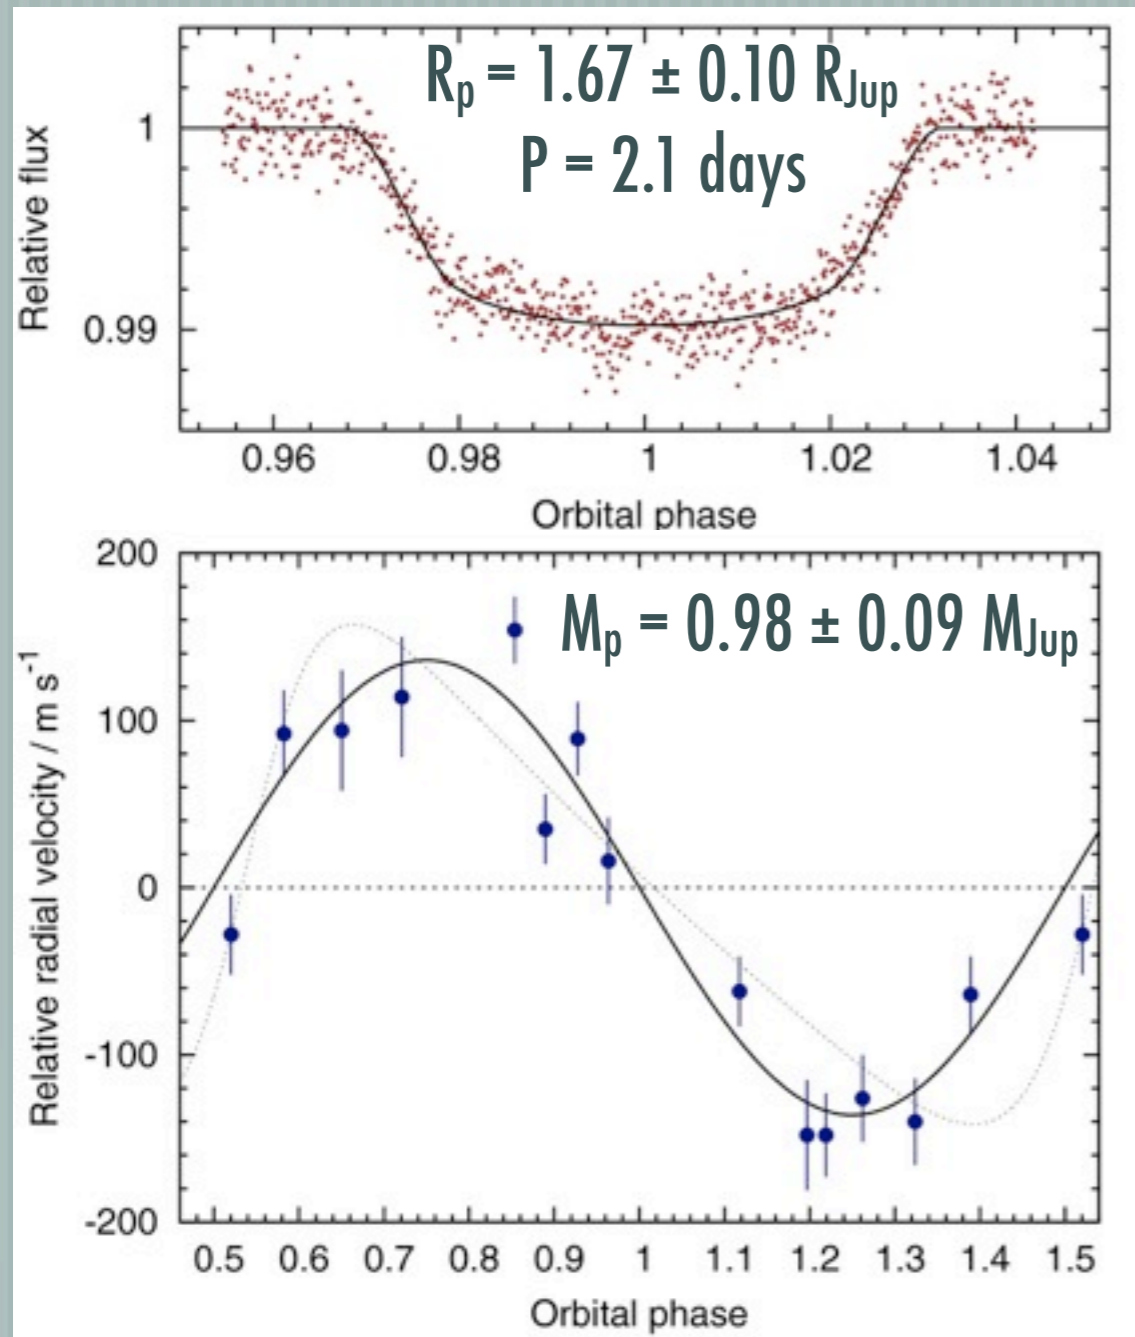 Rp = 1.67 ± 0.10 RJup
P = 2.1 days
Relative flux
1
0.99
0.96 0.98 1 1.02 1.04
Orbital phase
Mp = 0.98 ± 0.09 MJup
Relative radial velocity / m s-1
200
100
0
-100
-200
0.5 0.6 0.7 0.8 0.9 1 1.1 1.2 1.3 1.4 1.5
Orbital phase